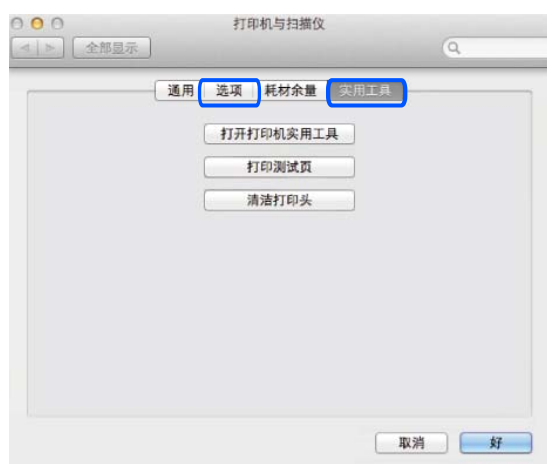 打印机与扫描仪
全部显示
通用 选项 耗材余量 实用工具
打开打印机实用工具
打印测试页
清洁打印头
取消 好